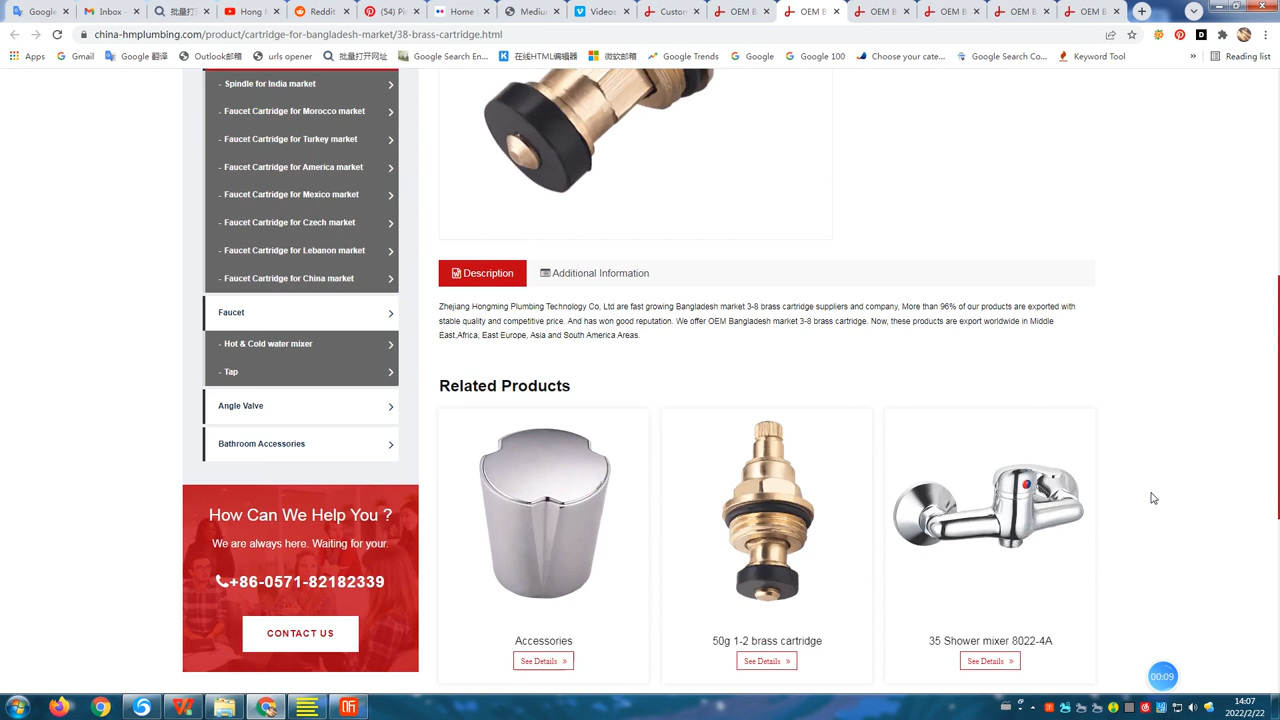 Google
Inbox
批量打
Hong
Reddit
(54) Pi
Home
Medium
Videos
Custom
OEM B
OEM B
OEM B
OEM B
OEM B
OEM B
china-hmplumbing.com/product/cartridge-for-bangladesh-market/38-brass-cartridge.html
Apps
Gmail
Google 翻译
Outlook邮箱
urls opener
批量打开网址
Google Search En...
在线HTML编辑器
微软邮箱
Google Trends
Google
Google 100
Choose your cate...
Google Search Co...
Keyword Tool
»
Reading list
- Spindle for India market
- Faucet Cartridge for Morocco market
- Faucet Cartridge for Turkey market
- Faucet Cartridge for America market
- Faucet Cartridge for Mexico market
- Faucet Cartridge for Czech market
- Faucet Cartridge for Lebanon market
- Faucet Cartridge for China market
Faucet
- Hot & Cold water mixer
- Tap
Angle Valve
Bathroom Accessories
How Can We Help You ?
We are always here. Waiting for your.
+86-0571-82182339
CONTACT US
Description
Additional Information
Zhejiang Hongming Plumbing Technology Co, Ltd are fast growing Bangladesh market 3-8 brass cartridge suppliers and company, More than 96% of our products are exported with
stable quality and competitive price. And has won good reputation. We offer OEM Bangladesh market 3-8 brass cartridge. Now, these products are export worldwide in Middle
East,Africa, East Europe, Asia and South America Areas.
Related Products
Accessories
See Details »
50g 1-2 brass cartridge
See Details »
35 Shower mixer 8022-4A
See Details »
00:09
14:07
2022/2/22